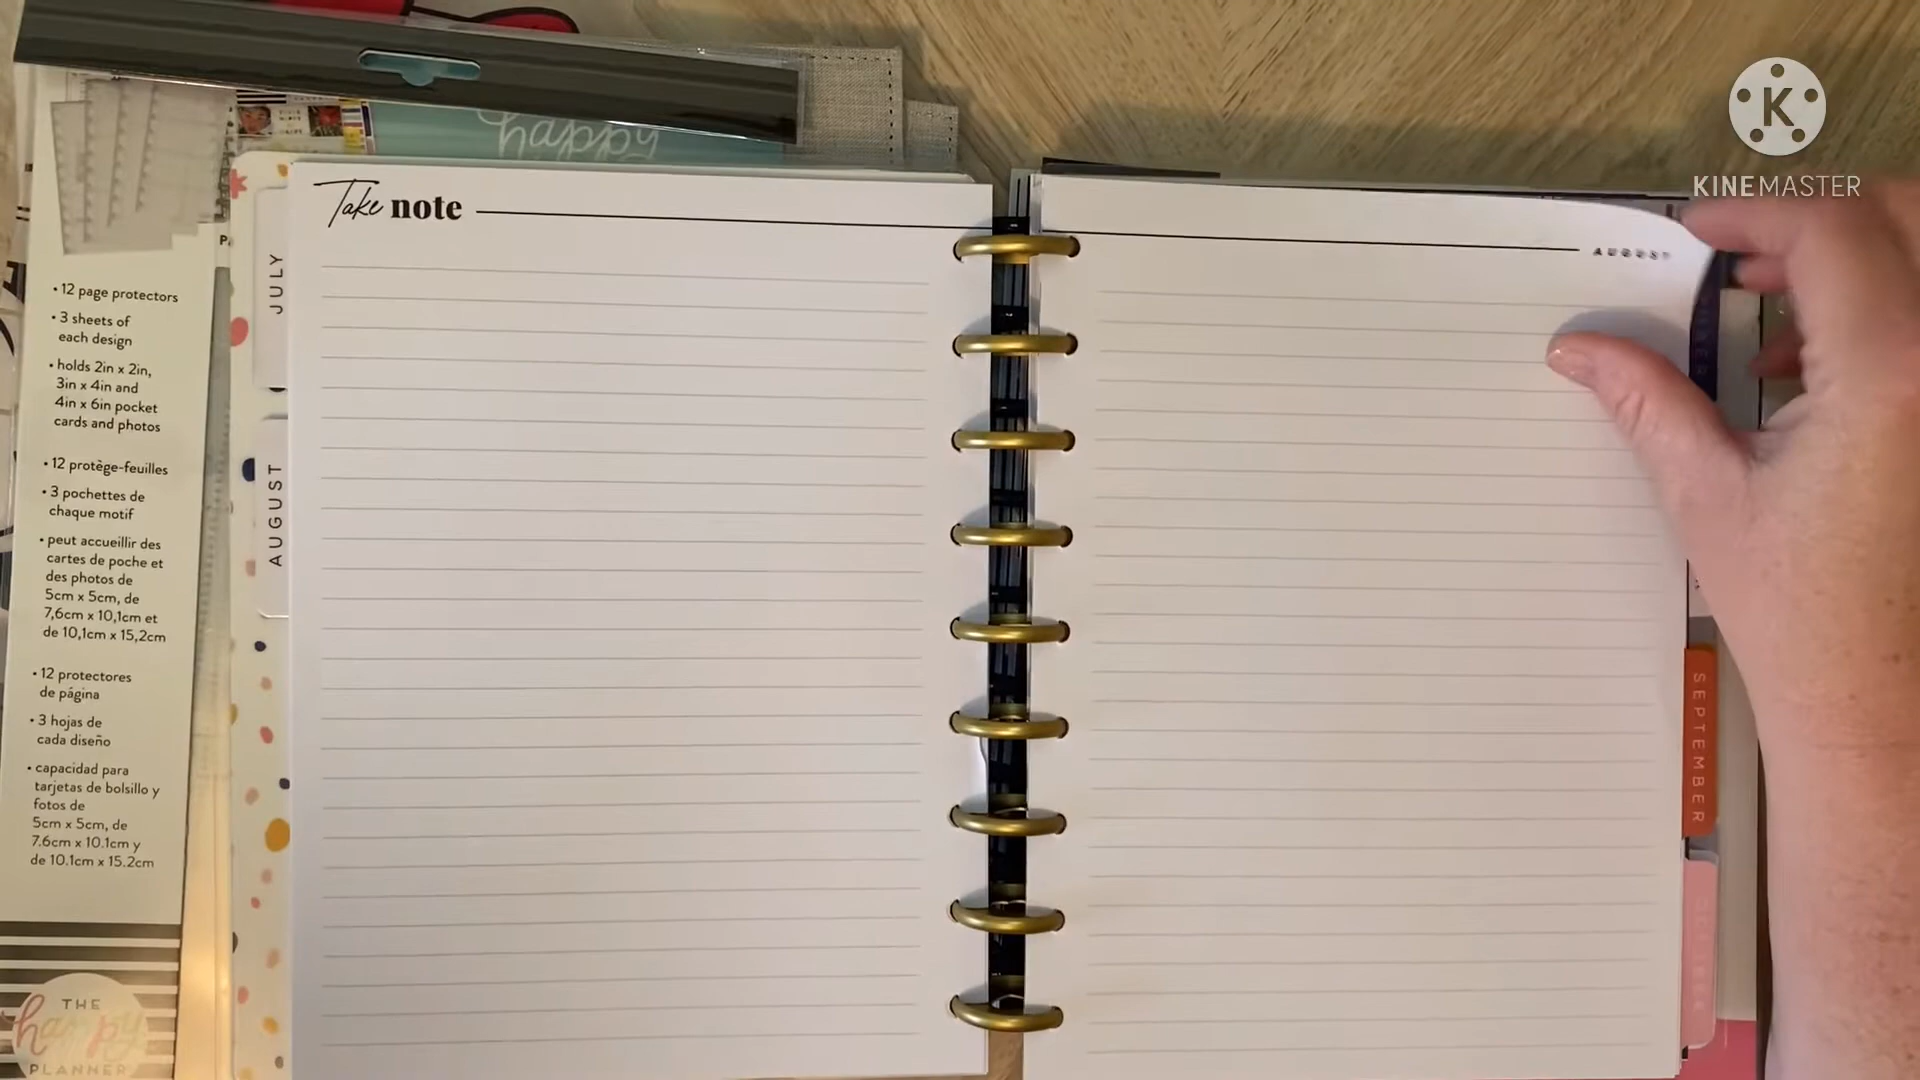 happy
KINEMASTER
Take note
AUGUST
JULY
AUGUST
SEPTEMBER
• 12 page protectors
• 3 sheets of
each design
• holds 2in x 2in,
3in x 4in and
4in x 6in pocket
cards and photos
• 12 protège-feuilles
• 3 pochettes de
chaque motif
• peut accueillir des
cartes de poche et
des photos de
5cm x 5cm, de
7,6cm x 10,1cm et
de 10,1cm x 15,2cm
• 12 protectores
de página
• 3 hojas de
cada diseño
• capacidad para
tarjetas de bolsillo y
fotos de
5cm x 5cm, de
7.6cm x 10.1cm y
de 10.1cm x 15.2cm
THE
happy
PLANNER